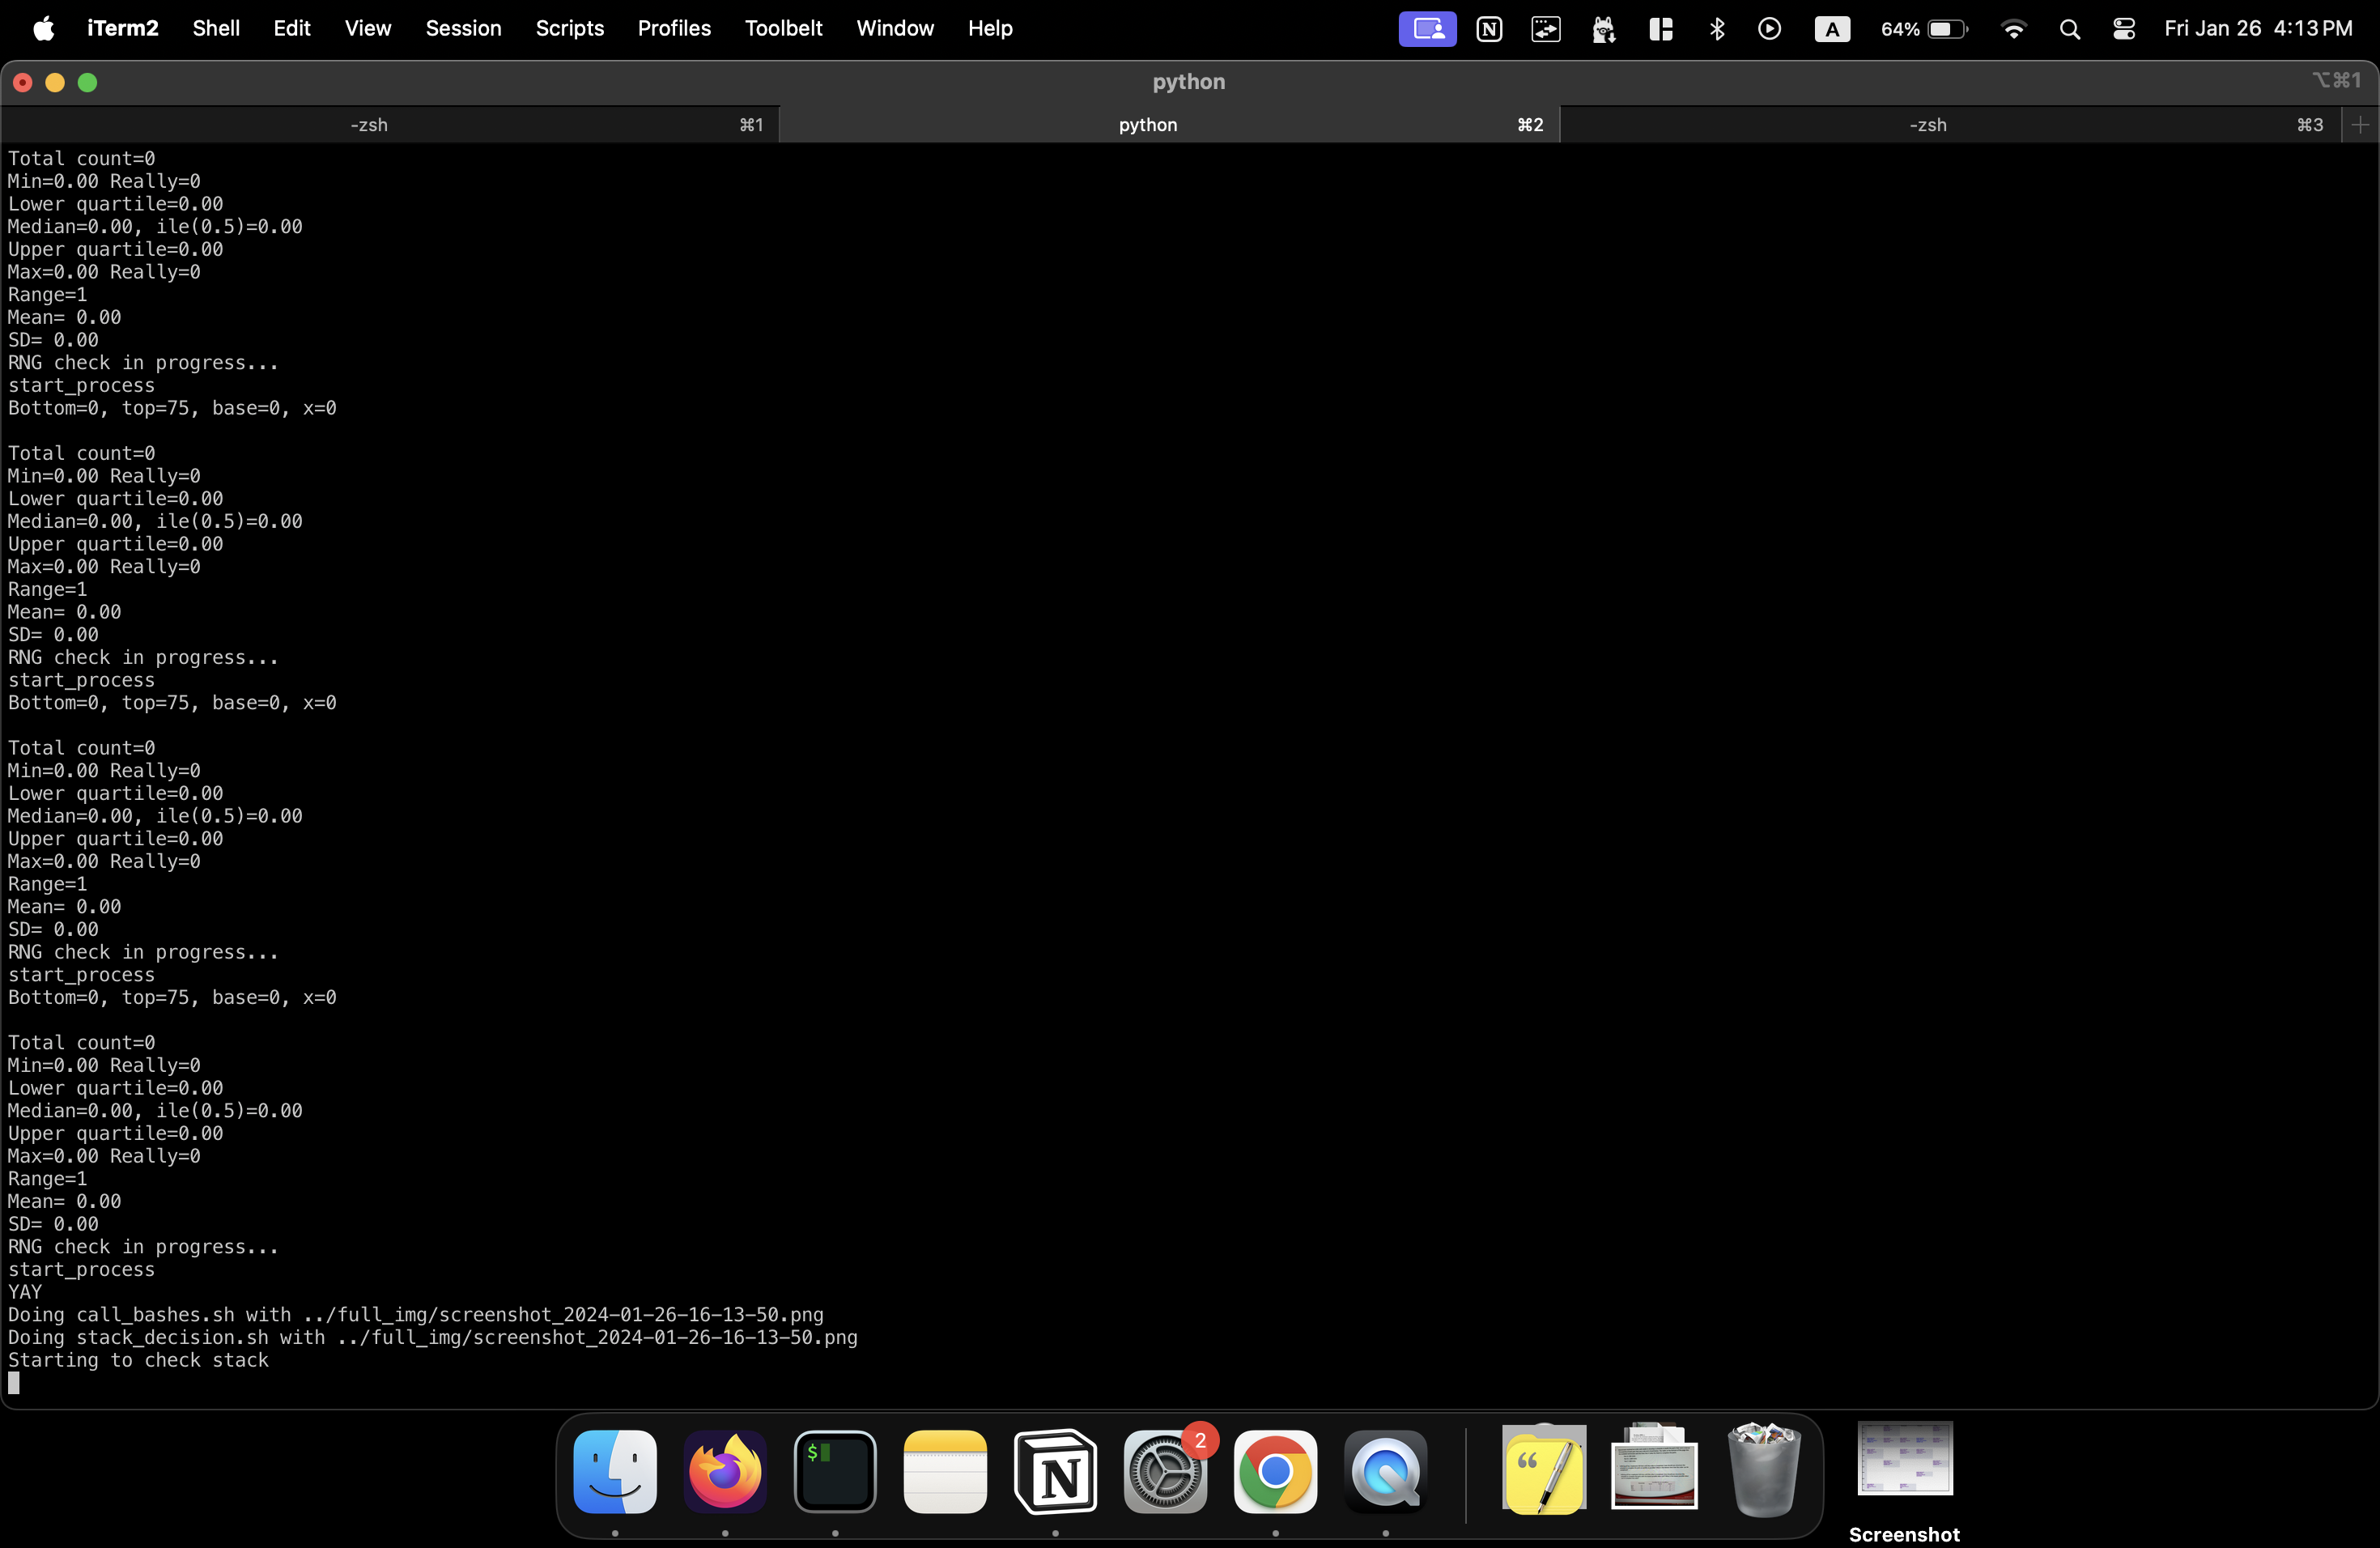 iTerm2 Shell Edit View Session Scripts Profiles Toolbelt Window Help A 64% Fri Jan 26 4:13 PM
python ⌥⌘1
-zsh ⌘1 python ⌘2 -zsh ⌘3
Total count=0
Min=0.00 Really=0
Lower quartile=0.00
Median=0.00, ile(0.5)=0.00
Upper quartile=0.00
Max=0.00 Really=0
Range=1
Mean= 0.00
SD= 0.00
RNG check in progress...
start_process
Bottom=0, top=75, base=0, x=0
Total count=0
Min=0.00 Really=0
Lower quartile=0.00
Median=0.00, ile(0.5)=0.00
Upper quartile=0.00
Max=0.00 Really=0
Range=1
Mean= 0.00
SD= 0.00
RNG check in progress...
start_process
Bottom=0, top=75, base=0, x=0
Total count=0
Min=0.00 Really=0
Lower quartile=0.00
Median=0.00, ile(0.5)=0.00
Upper quartile=0.00
Max=0.00 Really=0
Range=1
Mean= 0.00
SD= 0.00
RNG check in progress...
start_process
Bottom=0, top=75, base=0, x=0
Total count=0
Min=0.00 Really=0
Lower quartile=0.00
Median=0.00, ile(0.5)=0.00
Upper quartile=0.00
Max=0.00 Really=0
Range=1
Mean= 0.00
SD= 0.00
RNG check in progress...
start_process
YAY
Doing call_bashes.sh with ../full_img/screenshot_2024-01-26-16-13-50.png
Doing stack_decision.sh with ../full_img/screenshot_2024-01-26-16-13-50.png
Starting to check stack
2
Screenshot